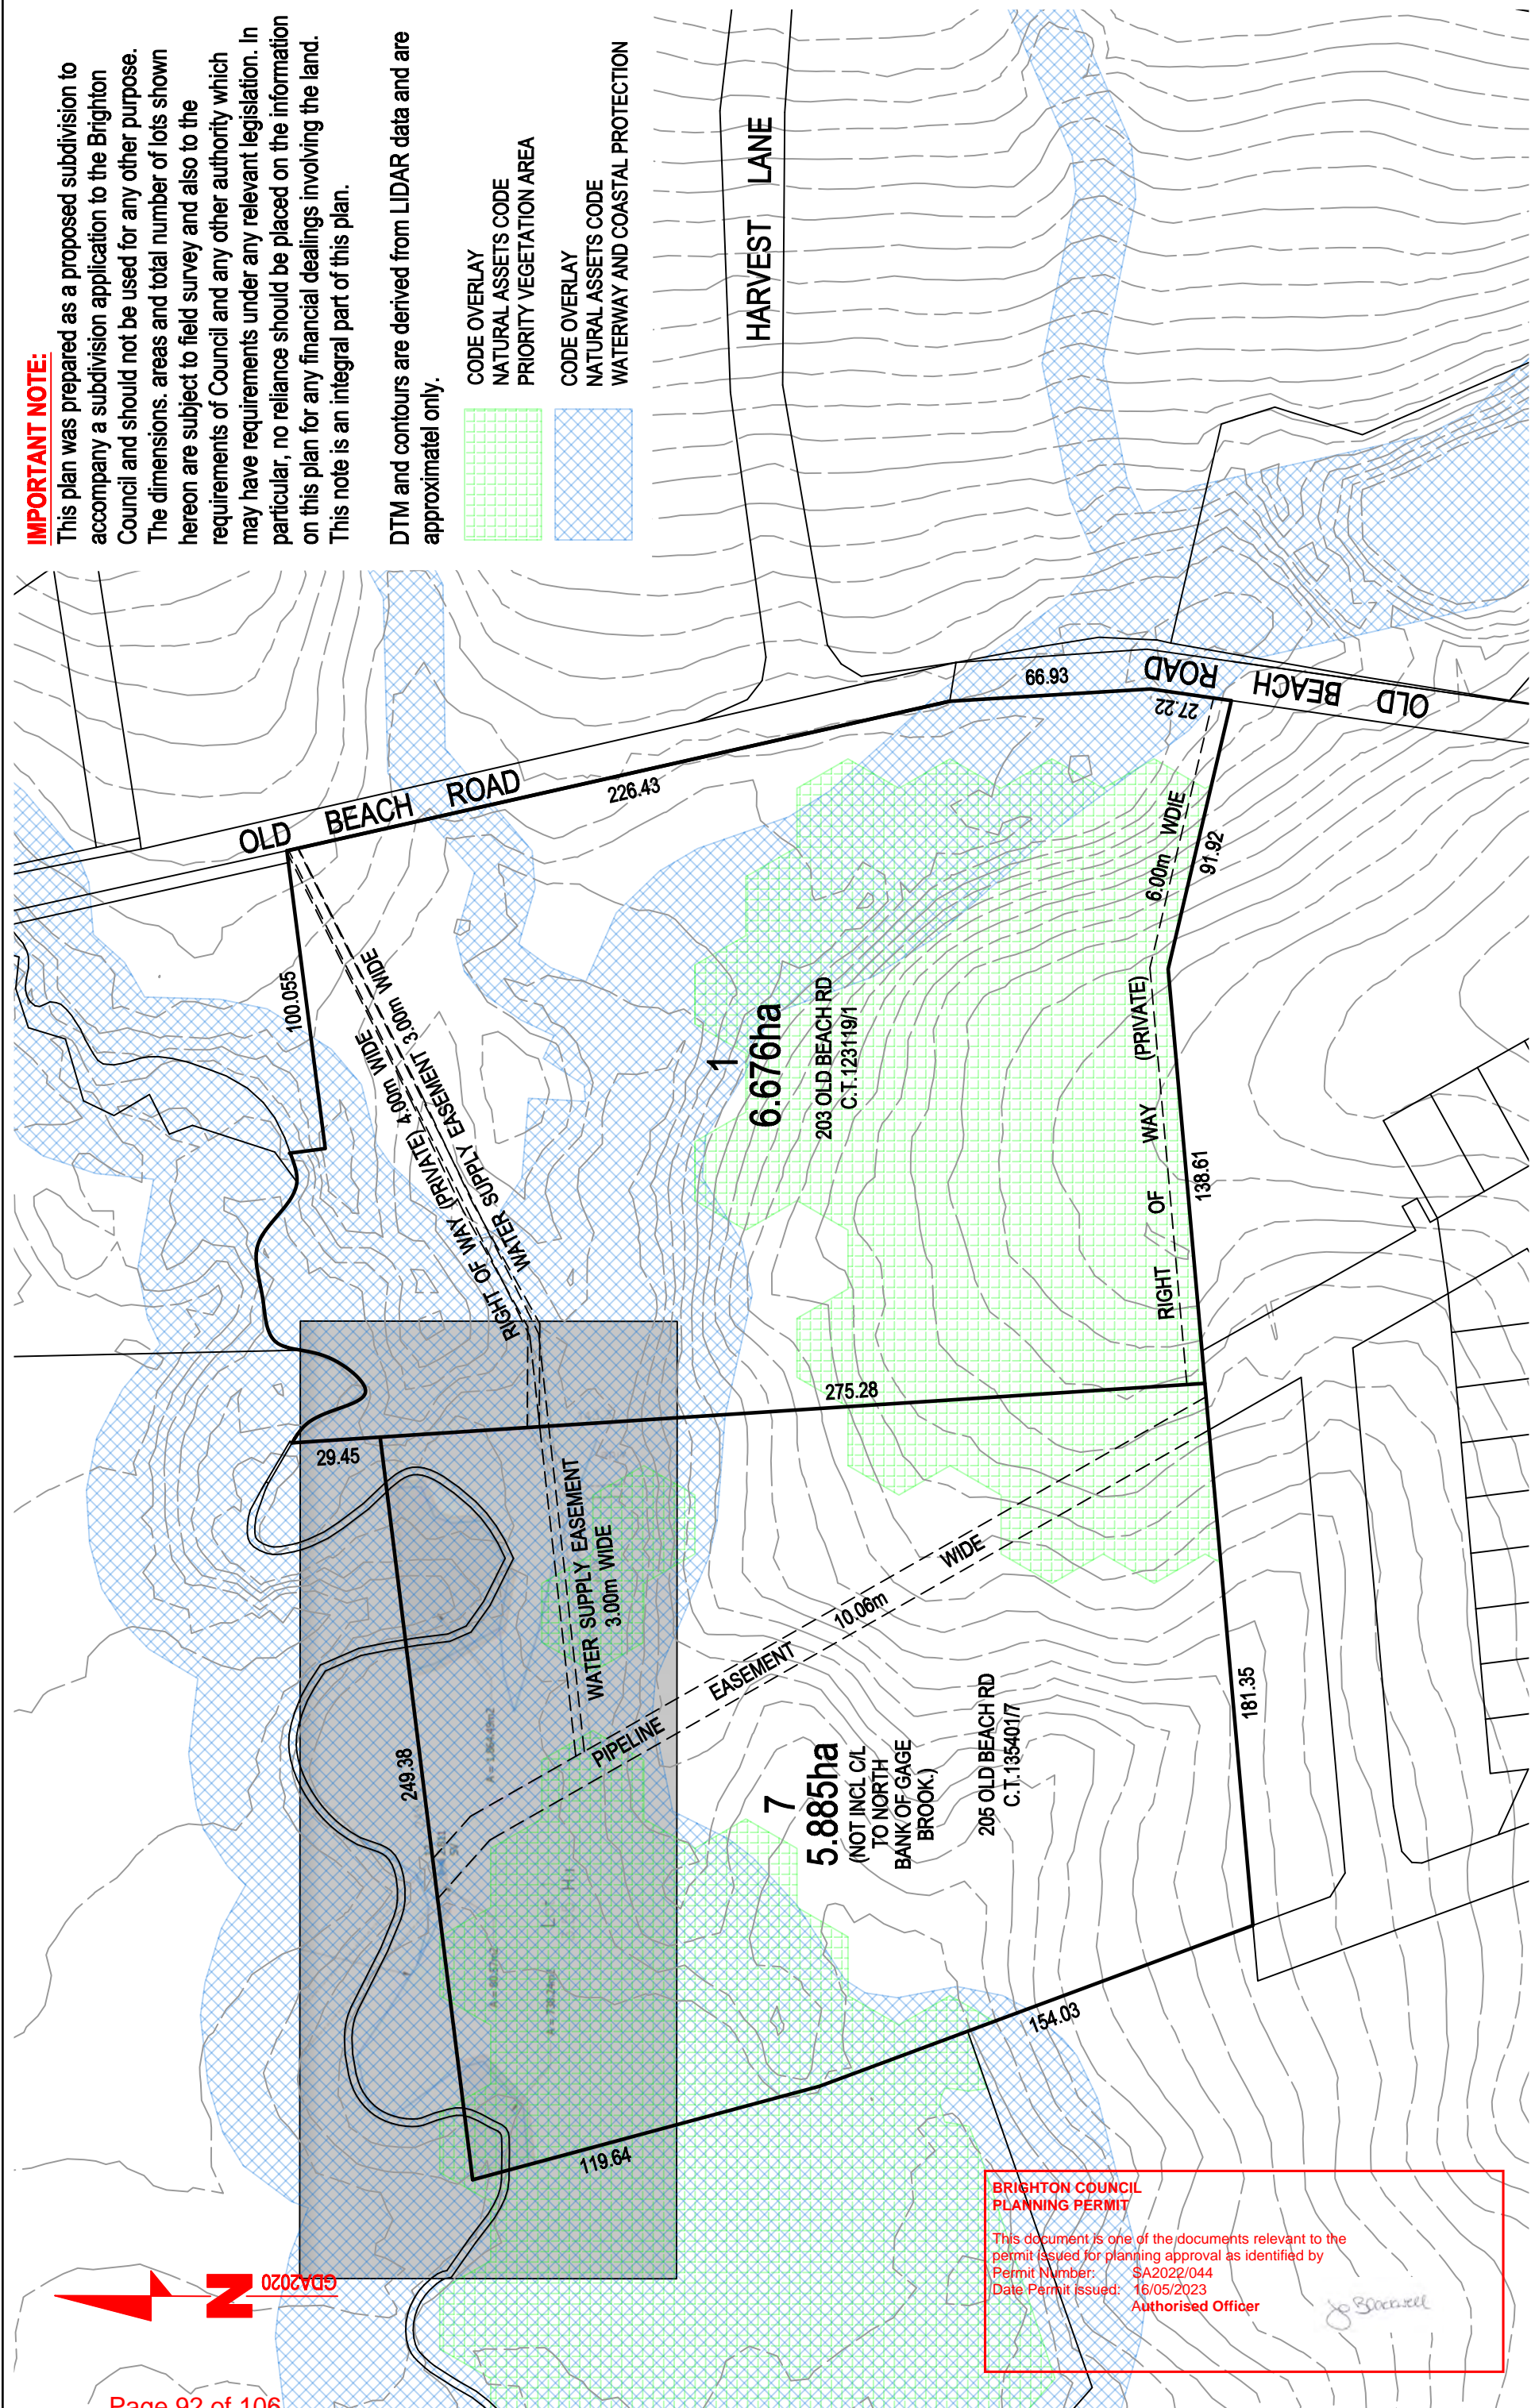 IMPORTANT NOTE:
This plan was prepared as a proposed subdivision to
accompany a subdivision application to the Brighton
Council and should not be used for any other purpose.
The dimensions. areas and total number of lots shown
hereon are subject to field survey and also to the
requirements of Council and any other authority which
may have requirements under any relevant legislation. In
particular, no reliance should be placed on the information
on this plan for any financial dealings involving the land.
This note is an integral part of this plan.
DTM and contours are derived from LIDAR data and are
approximatel only.
CODE OVERLAY
NATURAL ASSETS CODE
PRIORITY VEGETATION AREA
CODE OVERLAY
NATURAL ASSETS CODE
WATERWAY AND COASTAL PROTECTION
HARVEST LANE
OLD BEACH ROAD
226.43
66.93
27.22
OLD BEACH ROAD
100.055
RIGHT OF WAY (PRIVATE) 4.00m WIDE
WATER SUPPLY EASEMENT 3.00m WIDE
1
6.676ha
203 OLD BEACH RD
C.T.123119/1
RIGHT OF WAY (PRIVATE) 6.00m WDIE
91.92
138.61
275.28
29.45
WATER SUPPLY EASEMENT
3.00m WIDE
249.38
PIPELINE EASEMENT 10.06m WIDE
7
5.885ha
(NOT INCL C/L
TO NORTH
BANK OF GAGE
BROOK.)
205 OLD BEACH RD
C.T.135401/7
181.35
154.03
119.64
GDA2020
N
BRIGHTON COUNCIL
PLANNING PERMIT
This document is one of the documents relevant to the
permit issued for planning approval as identified by
Permit Number: SA2022/044
Date Permit issued: 16/05/2023
Authorised Officer
Jo Blackwell
Page 92 of 106